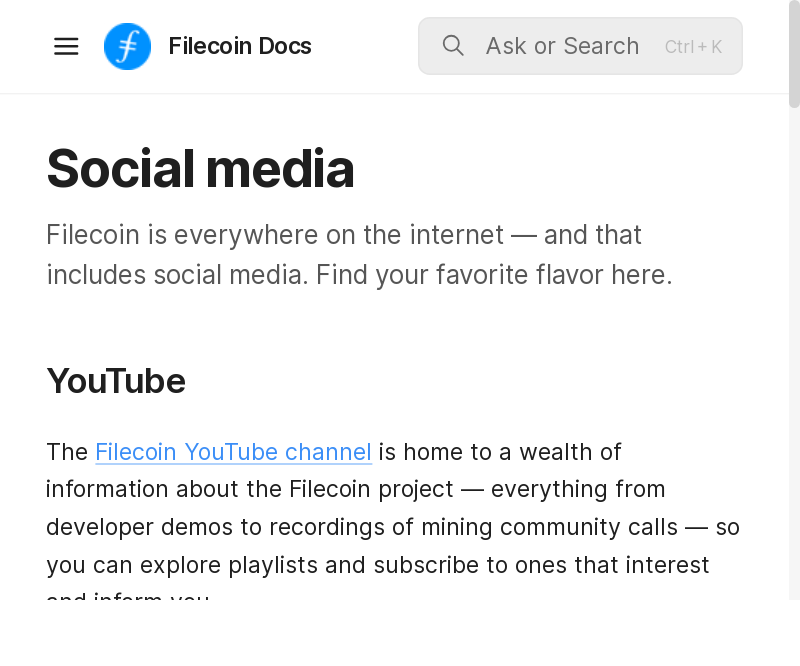 Filecoin Docs
Ask or Search Ctrl + K
Social media
Filecoin is everywhere on the internet — and that
includes social media. Find your favorite flavor here.
YouTube
The Filecoin YouTube channel is home to a wealth of
information about the Filecoin project — everything from
developer demos to recordings of mining community calls — so
you can explore playlists and subscribe to ones that interest
and inform you.